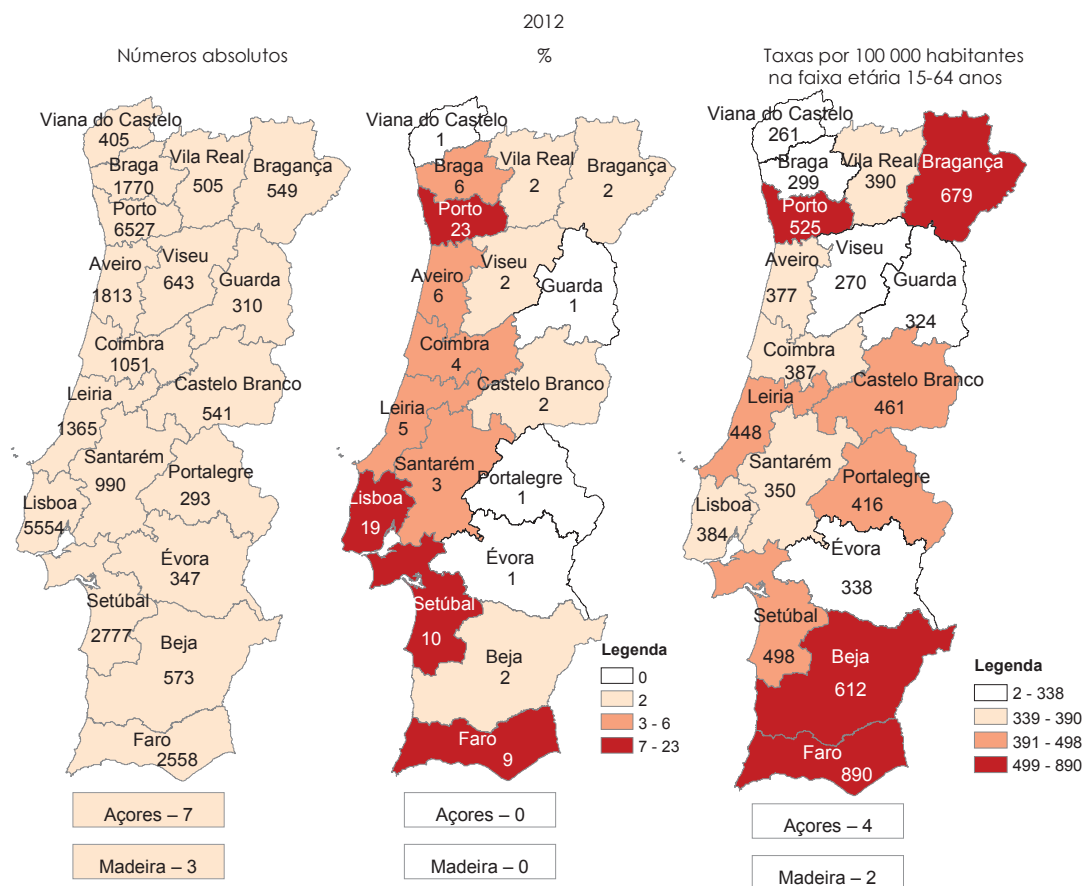 2012
Números absolutos
Viana do Castelo
405
Braga
1770
Vila Real
505
Bragança
549
Porto
6527
Aveiro
1813
Viseu
643
Guarda
310
Coimbra
1051
Castelo Branco
541
Leiria
1365
Santarém
990
Portalegre
293
Lisboa
5554
Évora
347
Setúbal
2777
Beja
573
Faro
2558
Açores – 7
Madeira – 3
%
Viana do Castelo
1
Braga
6
Vila Real
2
Bragança
2
Porto
23
Aveiro
6
Viseu
2
Guarda
1
Coimbra
4
Castelo Branco
2
Leiria
5
Santarém
3
Portalegre
1
Lisboa
19
Évora
1
Setúbal
10
Beja
2
Faro
9
Legenda
0
2
3 - 6
7 - 23
Açores – 0
Madeira – 0
Taxas por 100 000 habitantes
na faixa etária 15-64 anos
Viana do Castelo
261
Braga
299
Vila Real
390
Bragança
679
Porto
525
Aveiro
377
Viseu
270
Guarda
324
Coimbra
387
Castelo Branco
461
Leiria
448
Santarém
350
Portalegre
416
Lisboa
384
Évora
338
Setúbal
498
Beja
612
Faro
890
Legenda
2 - 338
339 - 390
391 - 498
499 - 890
Açores – 4
Madeira – 2